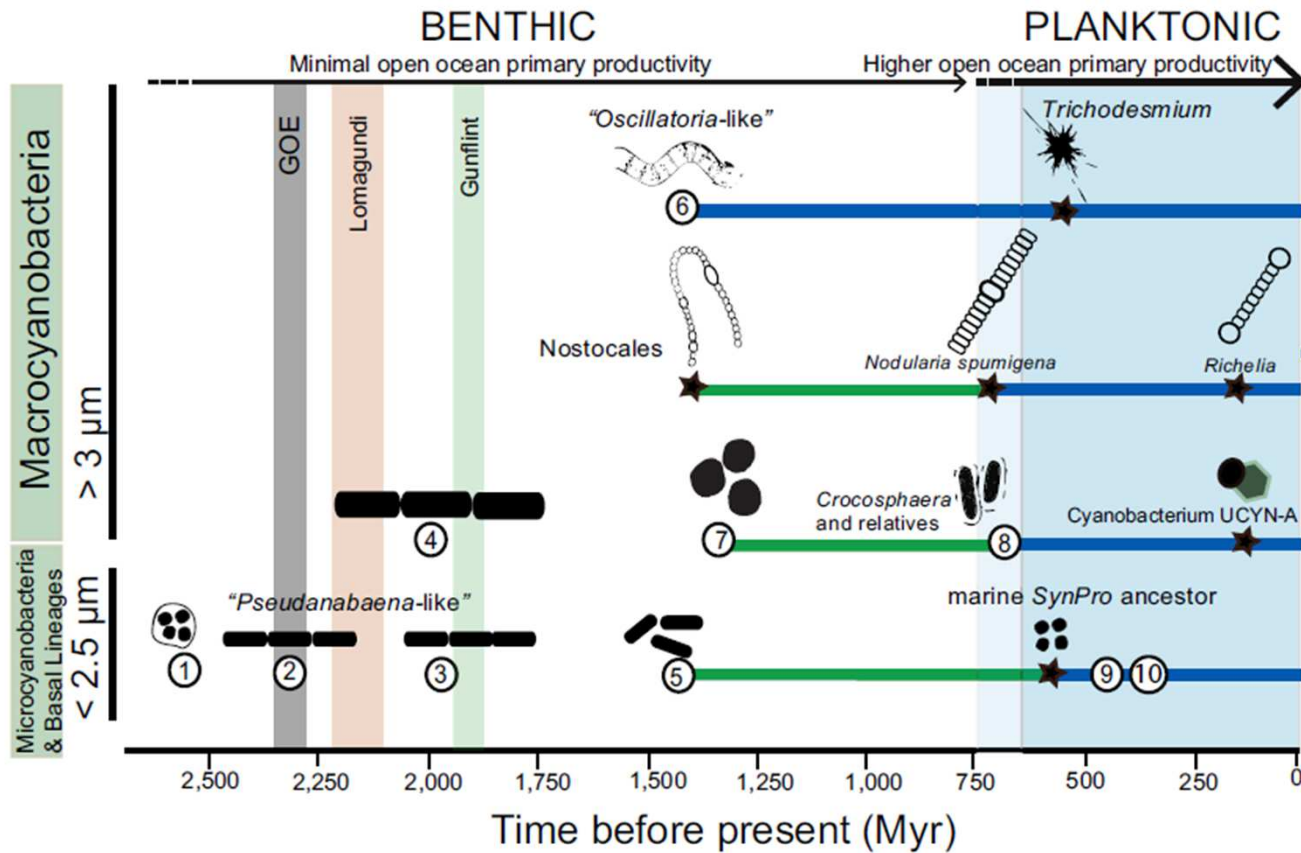 BENTHIC
PLANKTONIC
Minimal open ocean primary productivity
Higher open ocean primary productivity
Macrocyanobacteria
> 3 μm
Microcyanobacteria
& Basal Lineages
< 2.5 μm
GOE
Lomagundi
Gunflint
"Oscillatoria-like"
Trichodesmium
6
Nostocales
Nodularia spumigena
Richelia
4
7
Crocosphaera
and relatives
8
Cyanobacterium UCYN-A
"Pseudanabaena-like"
marine SynPro ancestor
1
2
3
5
9
10
2,500
2,250
2,000
1,750
1,500
1,250
1,000
750
500
250
0
Time before present (Myr)